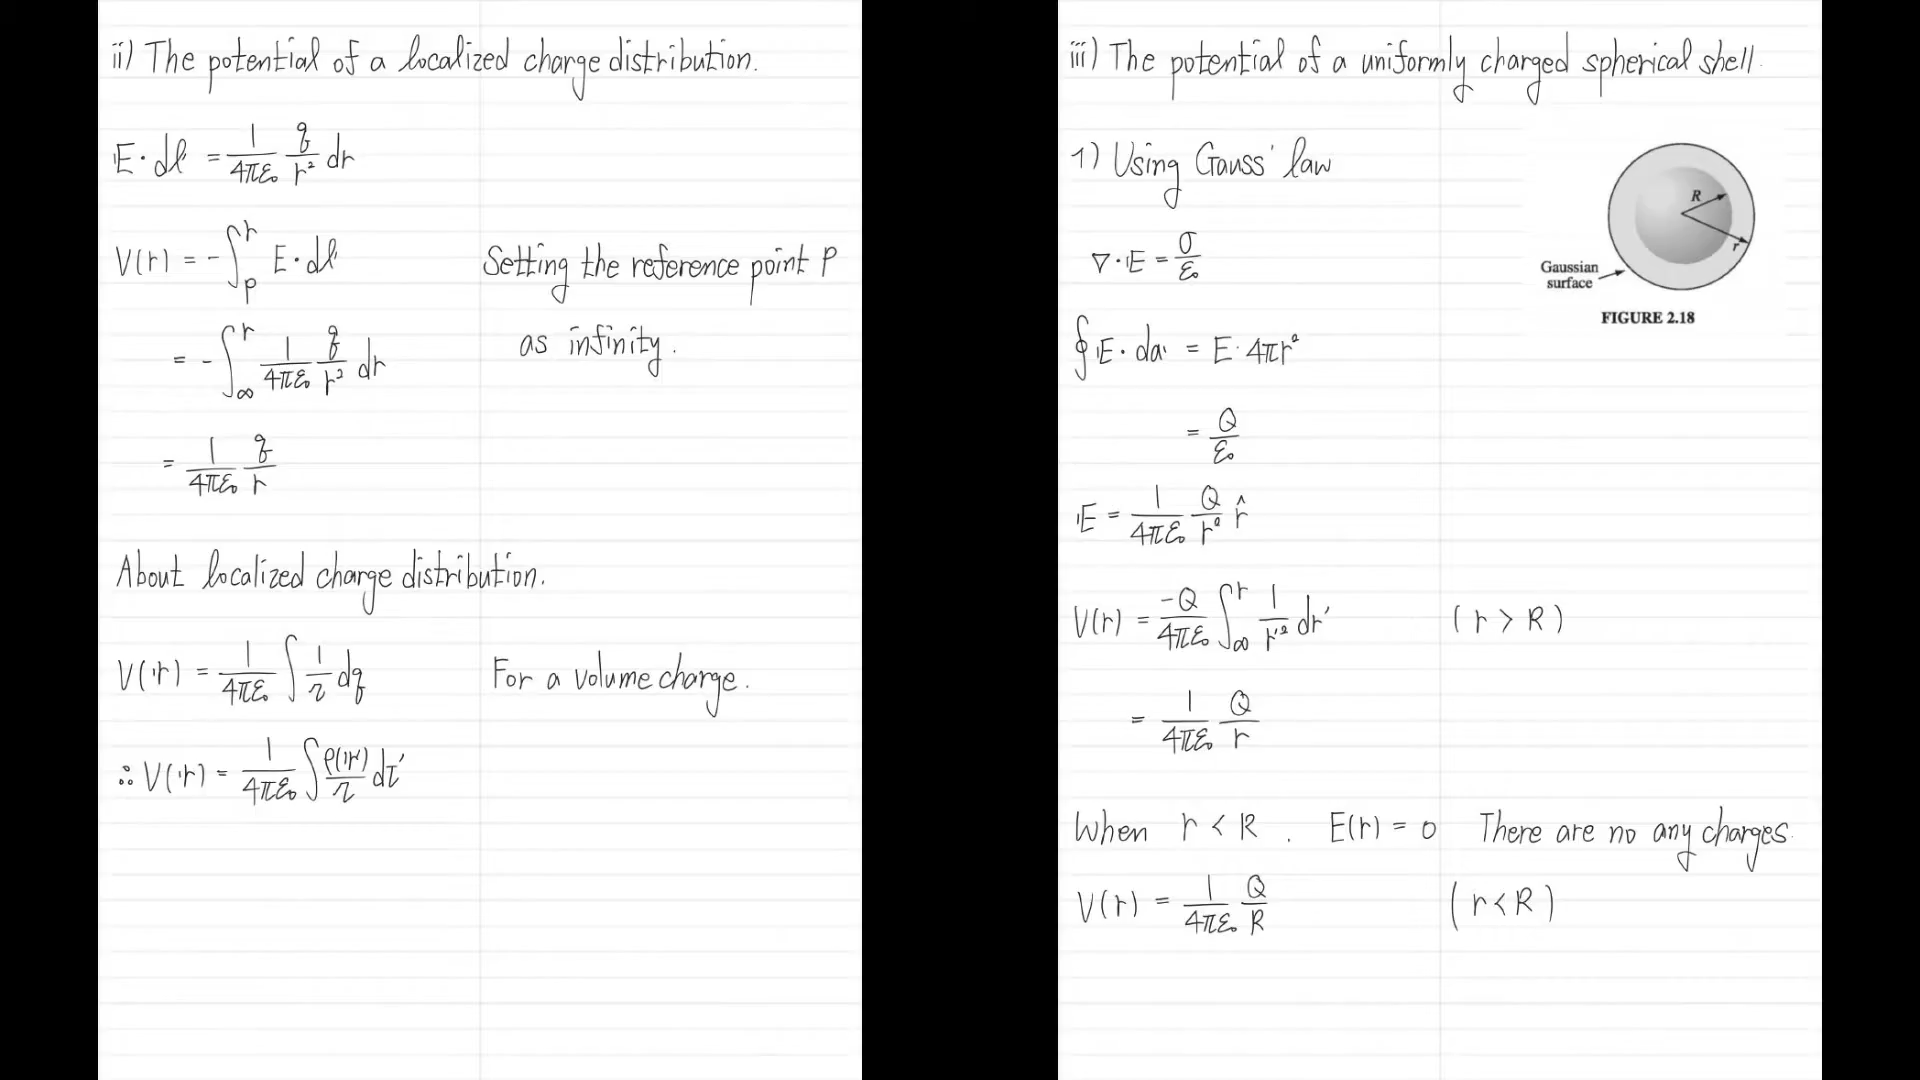 ii) The potential of a localized charge distribution.
E · dl = 1/4πε₀ q/r² dr
V(r) = - ∫_p^r E · dl
Setting the reference point P
= - ∫_∞^r 1/4πε₀ q/r² dr
as infinity.
= 1/4πε₀ q/r
About localized charge distribution.
V(r) = 1/4πε₀ ∫ 1/r dq
For a volume charge.
∴ V(r) = 1/4πε₀ ∫ ρ(r)/r dτ'
iii) The potential of a uniformly charged spherical shell.
1) Using Gauss' law
R
r
Gaussian
surface
FIGURE 2.18
∇ · E = σ/ε₀
∮ E · da = E · 4πr²
= Q/ε₀
E = 1/4πε₀ Q/r² r̂
V(r) = -Q/4πε₀ ∫_∞^r 1/r'² dr' ( r > R )
= 1/4πε₀ Q/r
When r < R . E(r) = 0 There are no any charges.
V(r) = 1/4πε₀ Q/R ( r < R )